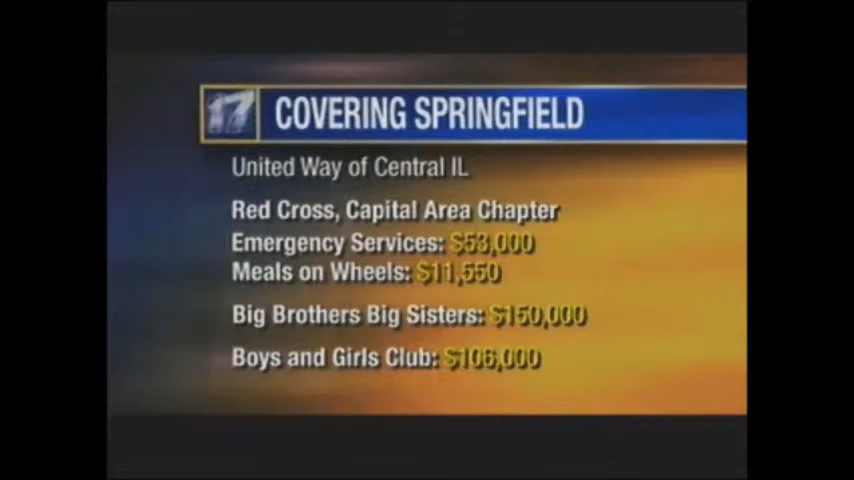 17 COVERING SPRINGFIELD
United Way of Central IL
Red Cross, Capital Area Chapter
Emergency Services: $53,000
Meals on Wheels: $11,550
Big Brothers Big Sisters: $150,000
Boys and Girls Club: $106,000